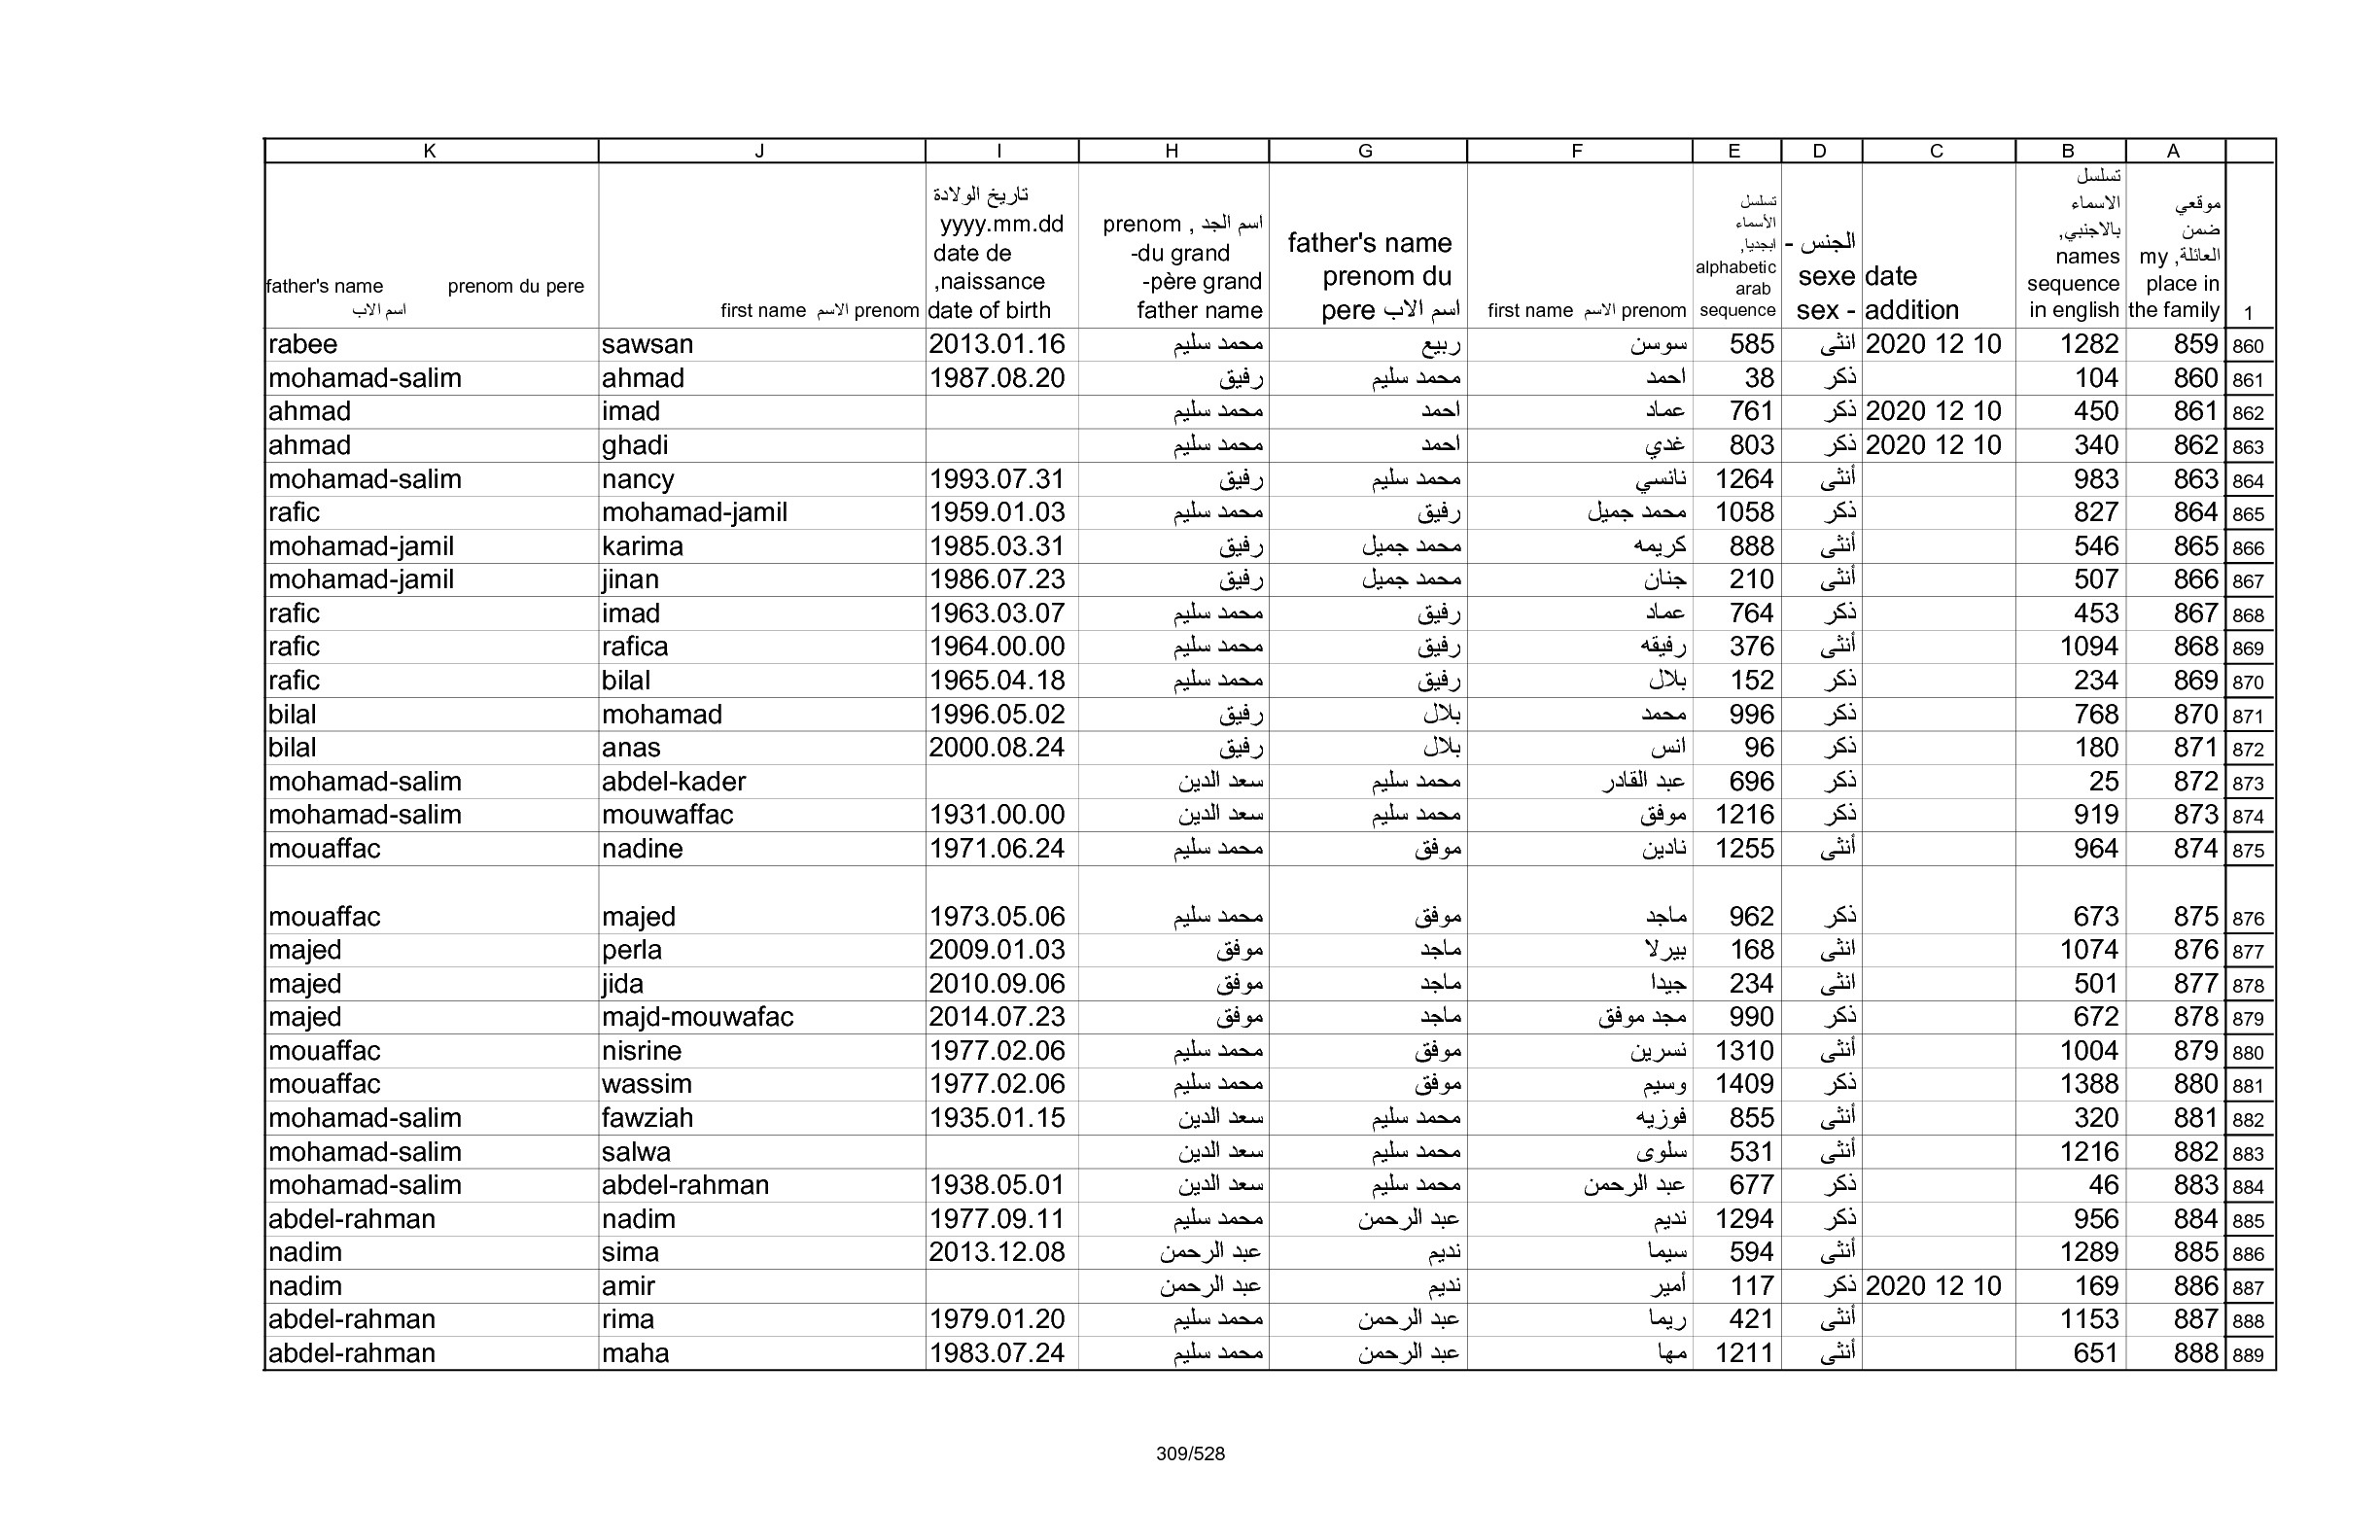 K J I H G F E D C B A
father's name prenom du pere اسم الاب
first name الاسم prenom
تاريخ الولادة yyyy.mm.dd date de naissance, date of birth
اسم الجد , prenom du grand- père grand- father name
father's name prenom du pere اسم الاب
first name الاسم prenom
تسلسل الأسماء ابجديا, alphabetic arab sequence
الجنس - sexe sex -
date addition
تسلسل الاسماء بالاجنبي, names sequence in english
موقعي ضمن العائلة, my place in the family
1
rabee sawsan 2013.01.16 محمد سليم ربيع سوسن 585 انثى 2020 12 10 1282 859 860
mohamad-salim ahmad 1987.08.20 رفيق محمد سليم احمد 38 ذكر 104 860 861
ahmad imad محمد سليم احمد عماد 761 ذكر 2020 12 10 450 861 862
ahmad ghadi محمد سليم احمد غدي 803 ذكر 2020 12 10 340 862 863
mohamad-salim nancy 1993.07.31 رفيق محمد سليم نانسي 1264 أنثى 983 863 864
rafic mohamad-jamil 1959.01.03 محمد سليم رفيق محمد جميل 1058 ذكر 827 864 865
mohamad-jamil karima 1985.03.31 رفيق محمد جميل كريمه 888 أنثى 546 865 866
mohamad-jamil jinan 1986.07.23 رفيق محمد جميل جنان 210 أنثى 507 866 867
rafic imad 1963.03.07 محمد سليم رفيق عماد 764 ذكر 453 867 868
rafic rafica 1964.00.00 محمد سليم رفيق رفيقه 376 أنثى 1094 868 869
rafic bilal 1965.04.18 محمد سليم رفيق بلال 152 ذكر 234 869 870
bilal mohamad 1996.05.02 رفيق بلال محمد 996 ذكر 768 870 871
bilal anas 2000.08.24 رفيق بلال انس 96 ذكر 180 871 872
mohamad-salim abdel-kader سعد الدين محمد سليم عبد القادر 696 ذكر 25 872 873
mohamad-salim mouwaffac 1931.00.00 سعد الدين محمد سليم موفق 1216 ذكر 919 873 874
mouaffac nadine 1971.06.24 محمد سليم موفق نادين 1255 أنثى 964 874 875
mouaffac majed 1973.05.06 محمد سليم موفق ماجد 962 ذكر 673 875 876
majed perla 2009.01.03 موفق ماجد بيرلا 168 انثى 1074 876 877
majed jida 2010.09.06 موفق ماجد جيدا 234 انثى 501 877 878
majed majd-mouwafac 2014.07.23 موفق ماجد مجد موفق 990 ذكر 672 878 879
mouaffac nisrine 1977.02.06 محمد سليم موفق نسرين 1310 أنثى 1004 879 880
mouaffac wassim 1977.02.06 محمد سليم موفق وسيم 1409 ذكر 1388 880 881
mohamad-salim fawziah 1935.01.15 سعد الدين محمد سليم فوزيه 855 أنثى 320 881 882
mohamad-salim salwa سعد الدين محمد سليم سلوى 531 أنثى 1216 882 883
mohamad-salim abdel-rahman 1938.05.01 سعد الدين محمد سليم عبد الرحمن 677 ذكر 46 883 884
abdel-rahman nadim 1977.09.11 محمد سليم عبد الرحمن نديم 1294 ذكر 956 884 885
nadim sima 2013.12.08 عبد الرحمن نديم سيما 594 أنثى 1289 885 886
nadim amir عبد الرحمن نديم أمير 117 ذكر 2020 12 10 169 886 887
abdel-rahman rima 1979.01.20 محمد سليم عبد الرحمن ريما 421 أنثى 1153 887 888
abdel-rahman maha 1983.07.24 محمد سليم عبد الرحمن مها 1211 أنثى 651 888 889
309/528